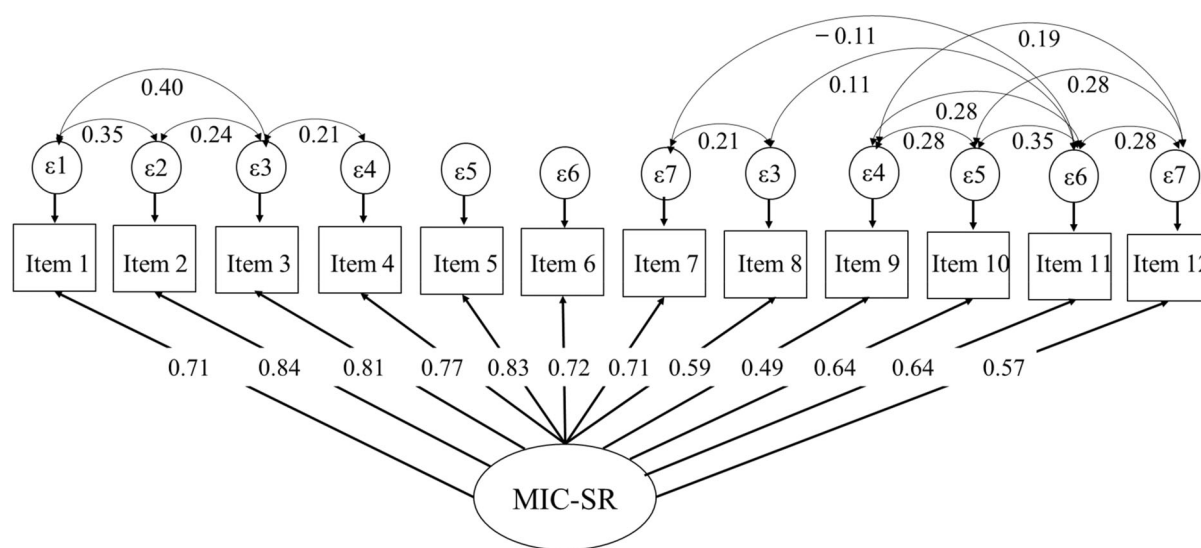 −0.11
0.19
0.40
0.11
0.28
0.28
0.35
0.24
0.21
0.21
0.28
0.35
0.28
ε1
ε2
ε3
ε4
ε5
ε6
ε7
ε3
ε4
ε5
ε6
ε7
Item 1
Item 2
Item 3
Item 4
Item 5
Item 6
Item 7
Item 8
Item 9
Item 10
Item 11
Item 12
0.71
0.84
0.81
0.77
0.83
0.72
0.71
0.59
0.49
0.64
0.64
0.57
MIC-SR